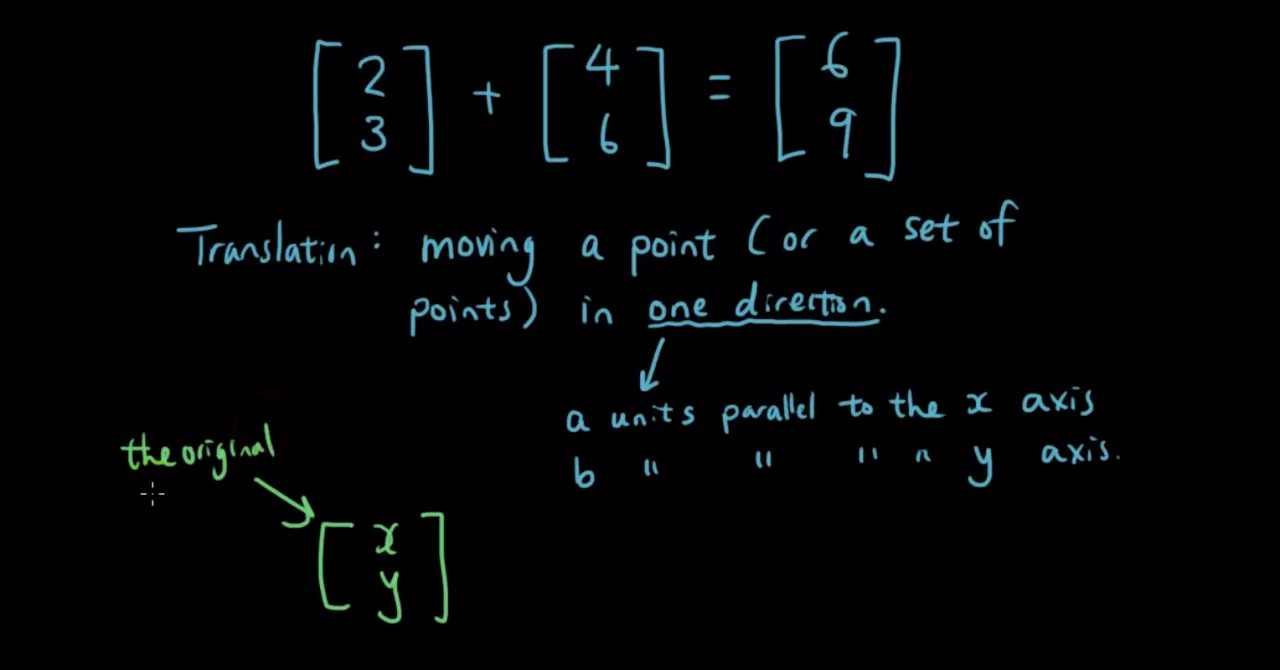 [2 3] + [4 6] = [6 9]
Translation: moving a point (or a set of
points) in one direction.
a units parallel to the x axis
b " " " " y axis.
the original
[x y]